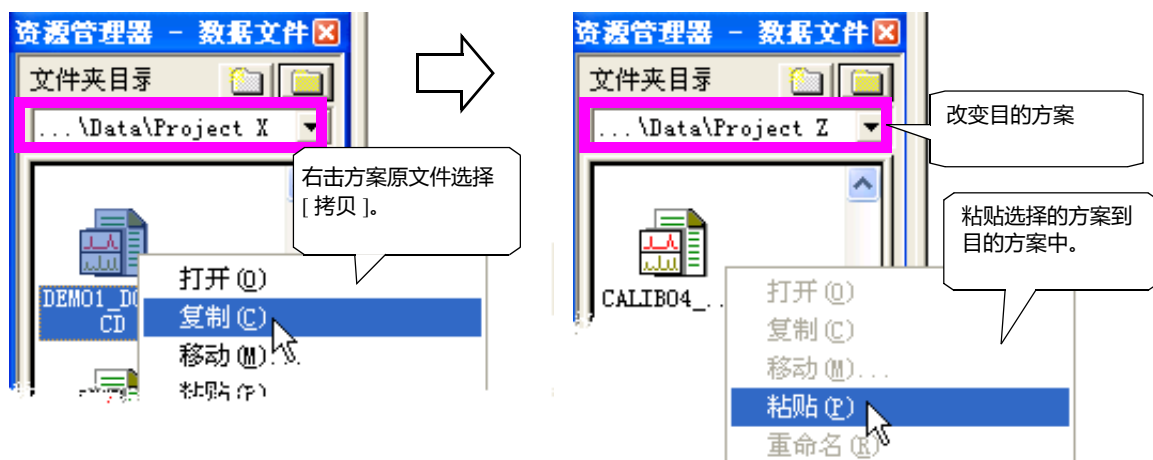 资源管理器 - 数据文件
文件夹目录
...\Data\Project X
右击方案原文件选择
[ 拷贝 ]。
DEMO1_D
CD
打开(O)
复制(C)
移动(M)...
粘贴(P)
资源管理器 - 数据文件
文件夹目录
...\Data\Project Z
改变目的方案
粘贴选择的方案到
目的方案中。
CALIB04_..
打开(O)
复制(C)
移动(M)...
粘贴(P)
重命名(R)